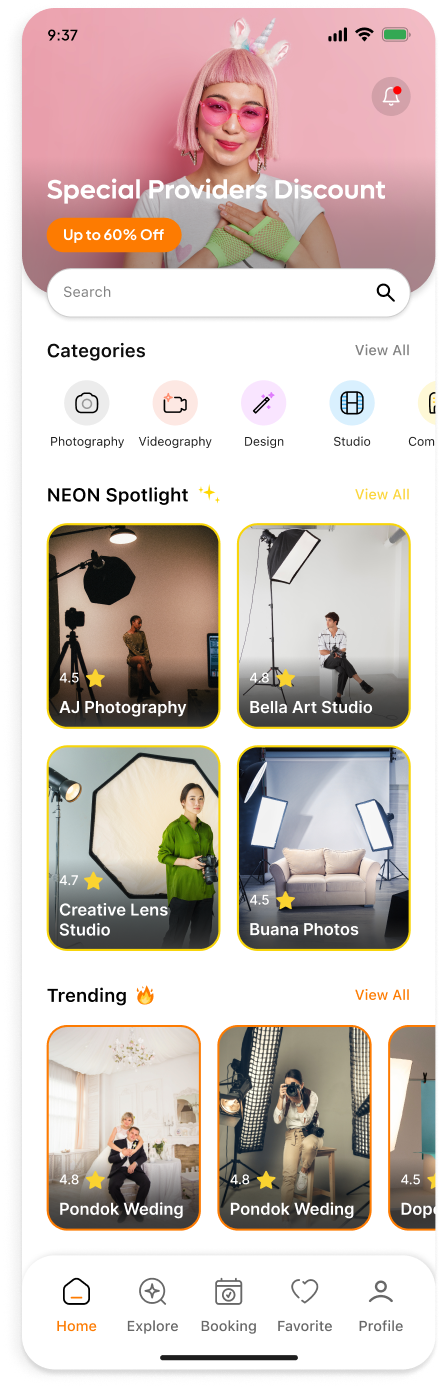 9:37
Special Providers Discount
Up to 60% Off
Search
Categories
View All
Photography
Videography
Design
Studio
Com
NEON Spotlight
View All
4.5
AJ Photography
4.8
Bella Art Studio
4.7
Creative Lens
Studio
4.5
Buana Photos
Trending
View All
4.8
Pondok Weding
4.8
Pondok Weding
4.5
Dope
Home
Explore
Booking
Favorite
Profile